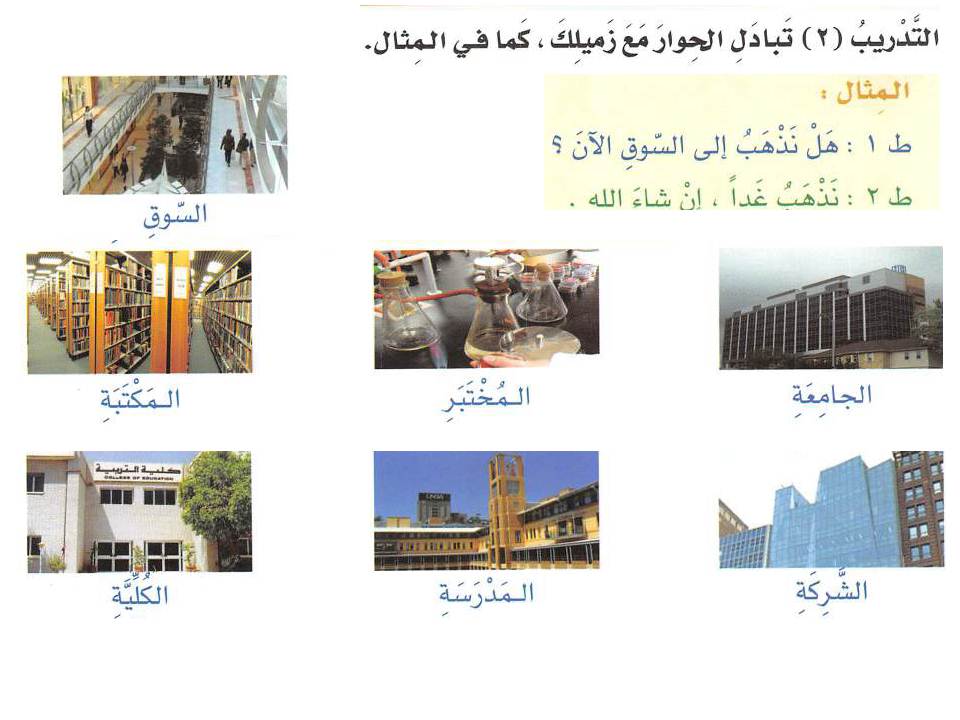 التَّدْريبُ (٢) تَبادَلِ الحِوارَ مَعَ زَميلِكَ ، كَما في المِثال.
المِثال :
ط ١ : هَلْ نَذْهَبُ إلى السّوقِ الآنَ ؟
ط ٢ : نَذْهَبُ غَداً ، إنْ شاءَ الله .
السّوقِ
الجامِعَةِ
المُخْتَبَرِ
المَكْتَبَةِ
كلية التربية
COLLEGE OF EDUCATION
الشَّرِكَةِ
المَدْرَسَةِ
الكُلِّيَّةِ